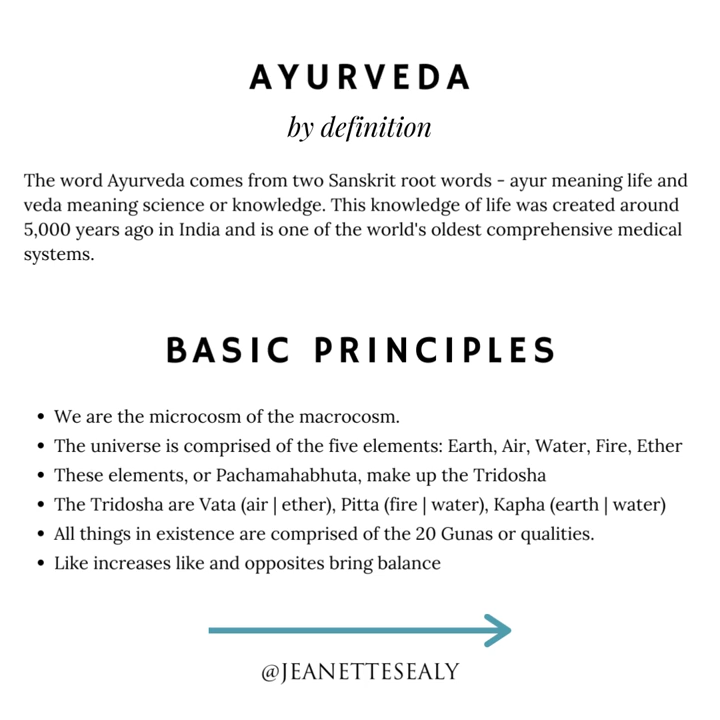 AYURVEDA
by definition
The word Ayurveda comes from two Sanskrit root words - ayur meaning life and
veda meaning science or knowledge. This knowledge of life was created around
5,000 years ago in India and is one of the world's oldest comprehensive medical
systems.
BASIC PRINCIPLES
• We are the microcosm of the macrocosm.
• The universe is comprised of the five elements: Earth, Air, Water, Fire, Ether
• These elements, or Pachamahabhuta, make up the Tridosha
• The Tridosha are Vata (air | ether), Pitta (fire | water), Kapha (earth | water)
• All things in existence are comprised of the 20 Gunas or qualities.
• Like increases like and opposites bring balance
@JEANETTESEALY